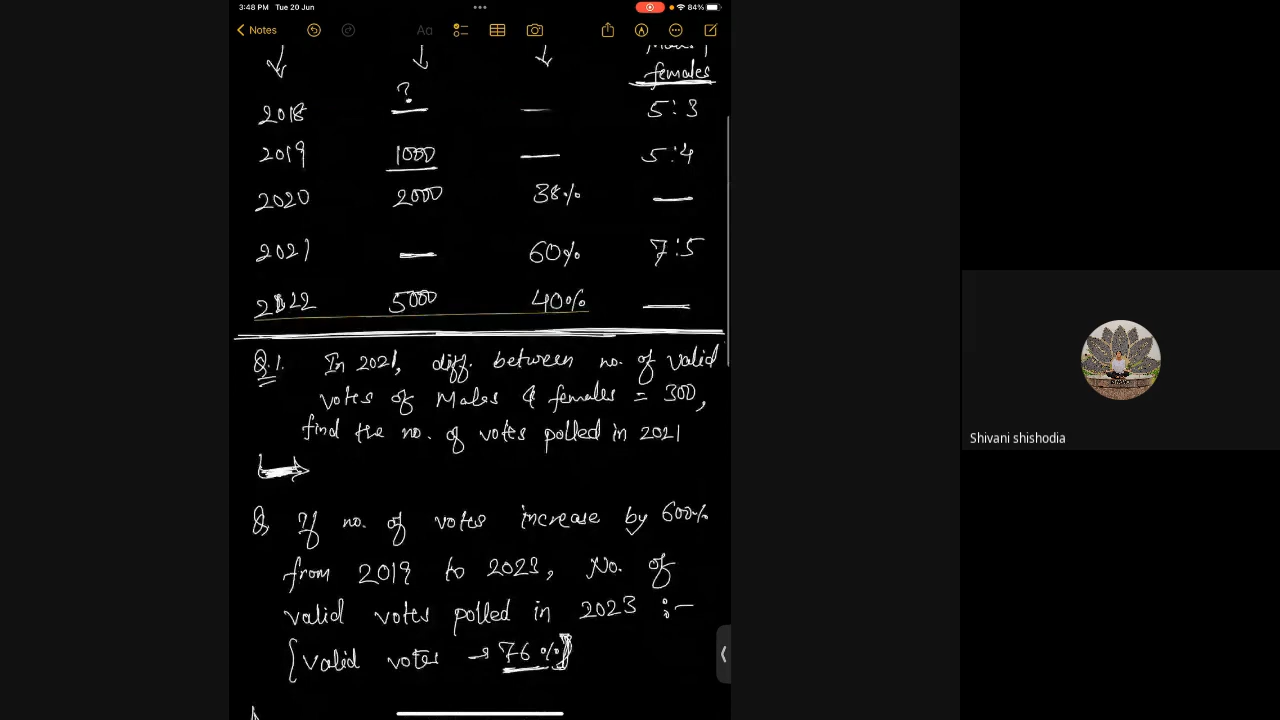 3:48 PM Tue 20 Jun
84%
Notes
Aa
females
2018 ? — 5:3
2019 1000 — 5:4
2020 2000 38% —
2021 — 60% 7:5
2022 5000 40% —
Q.1. In 2021, diff. between no. of valid
votes of Males & females = 300,
find the no. of votes polled in 2021
Q, If no. of votes increase by 600%
from 2019 to 2023, No. of
valid votes polled in 2023 :-
[valid votes → 76%]
Shivani shishodia